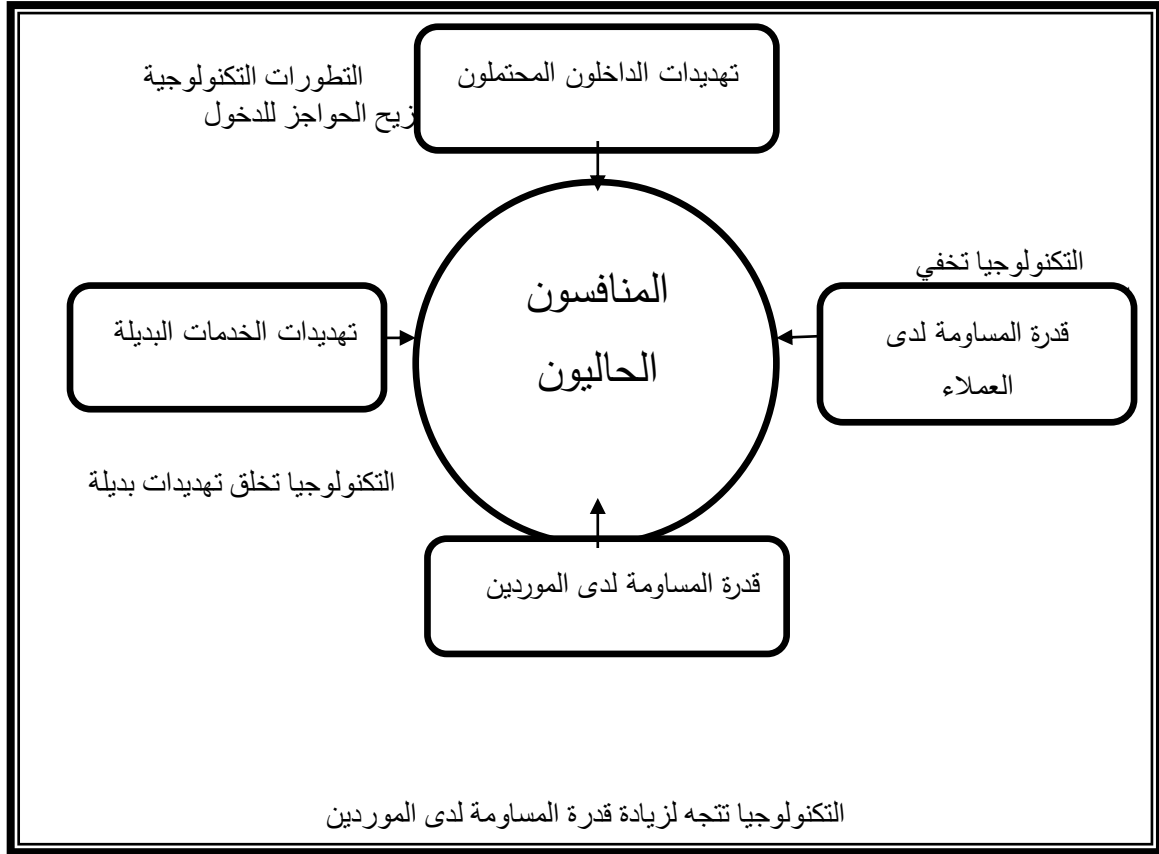 تهديدات الداخلون المحتملون
التطورات التكنولوجية
زيح الحواجز للدخول
المنافسون
الحاليون
التكنولوجيا تخفي
قدرة المساومة لدى
العملاء
تهديدات الخدمات البديلة
التكنولوجيا تخلق تهديدات بديلة
قدرة المساومة لدى الموردين
التكنولوجيا تتجه لزيادة قدرة المساومة لدى الموردين